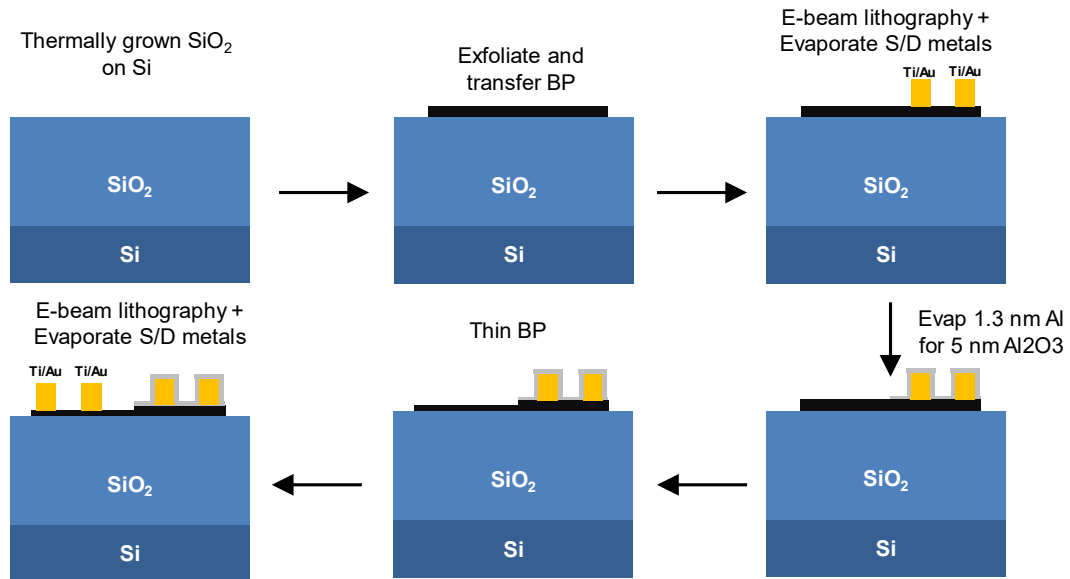 Thermally grown SiO₂
on Si
SiO₂
Si
Exfoliate and
transfer BP
SiO₂
Si
E-beam lithography +
Evaporate S/D metals
Ti/Au Ti/Au
SiO₂
Si
Evap 1.3 nm Al
for 5 nm Al2O3
SiO₂
Si
Thin BP
SiO₂
Si
E-beam lithography +
Evaporate S/D metals
Ti/Au Ti/Au
SiO₂
Si